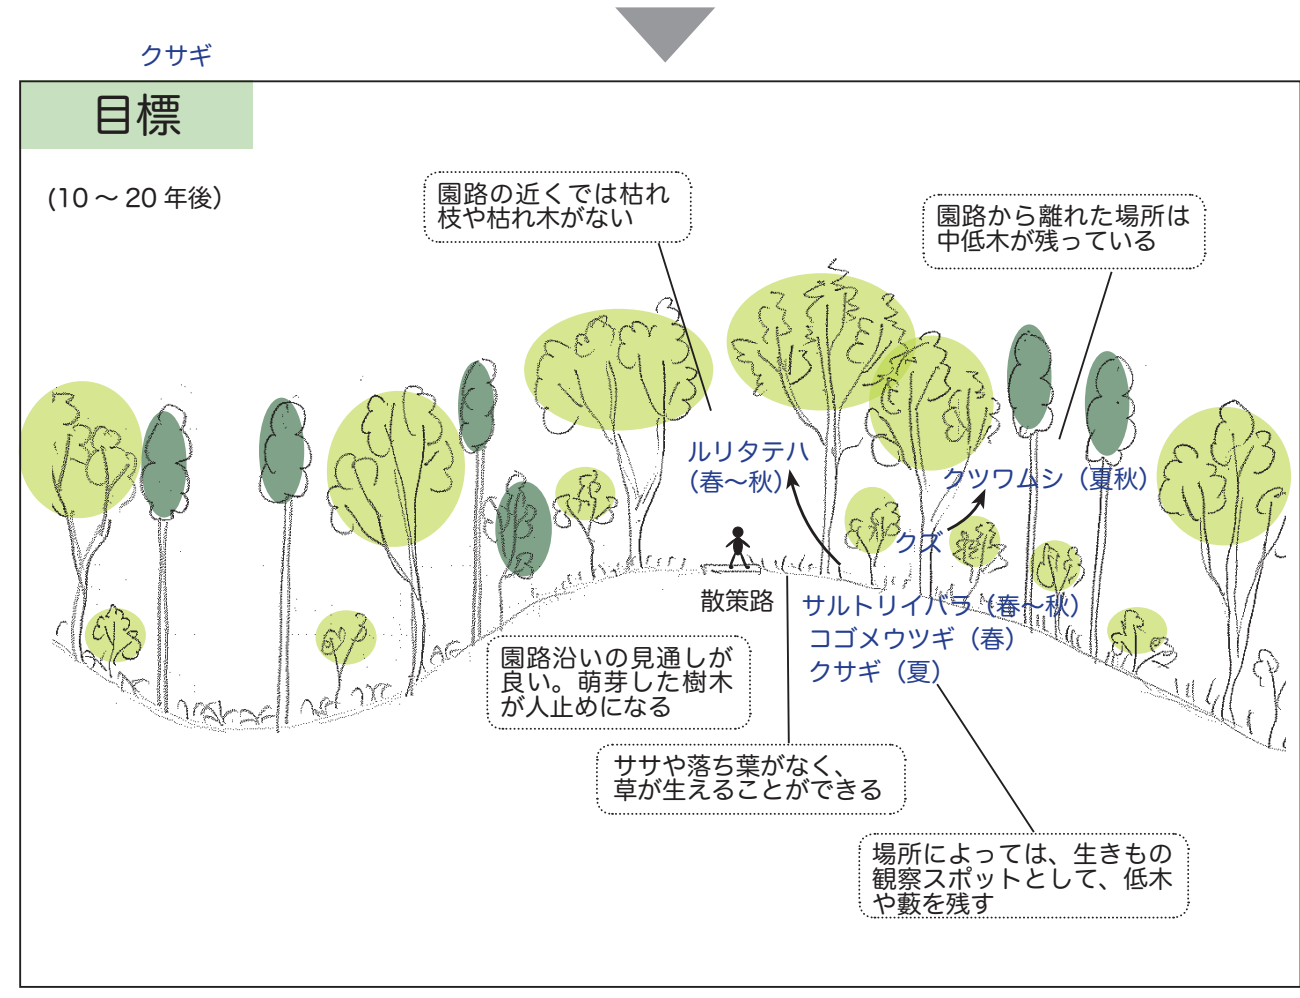 クサギ
目標
(10～20 年後）
園路の近くでは枯れ
枝や枯れ木がない
園路から離れた場所は
中低木が残っている
ルリタテハ
（春～秋）
クツワムシ（夏秋）
クズ
散策路
サルトリイバラ（春～秋）
コゴメウツギ（春）
クサギ（夏）
園路沿いの見通しが
良い。萌芽した樹木
が人止めになる
ササや落ち葉がなく、
草が生えることができる
場所によっては、生きもの
観察スポットとして、低木
や藪を残す